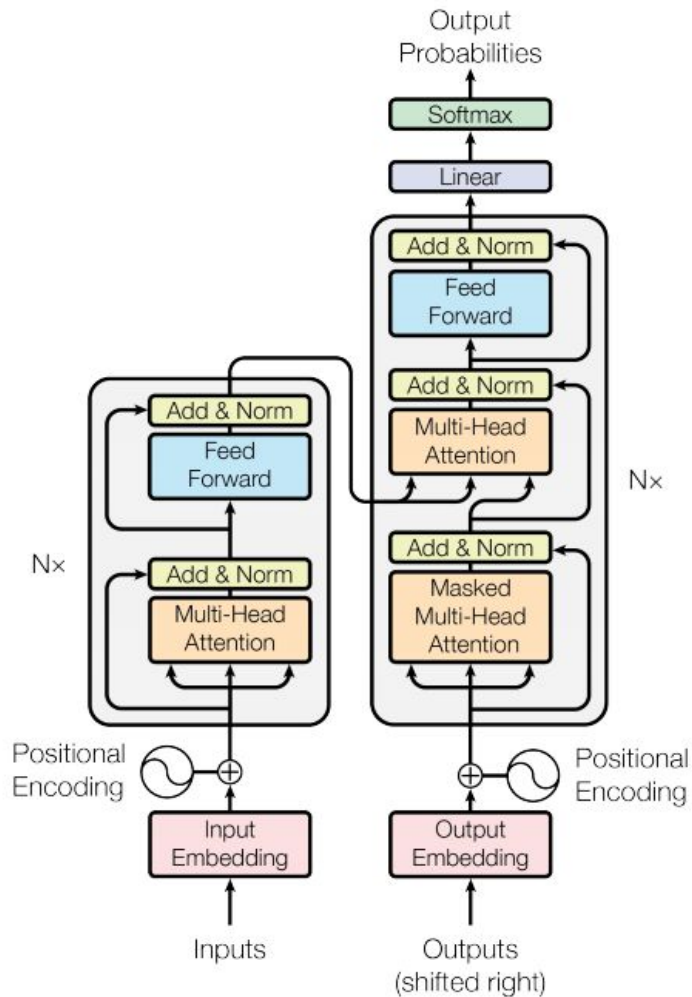 Output
Probabilities
Softmax
Linear
Add & Norm
Feed
Forward
Add & Norm
Multi-Head
Attention
Add & Norm
Masked
Multi-Head
Attention
N×
Add & Norm
Feed
Forward
Add & Norm
Multi-Head
Attention
N×
Positional
Encoding
Positional
Encoding
Input
Embedding
Output
Embedding
Inputs
Outputs
(shifted right)